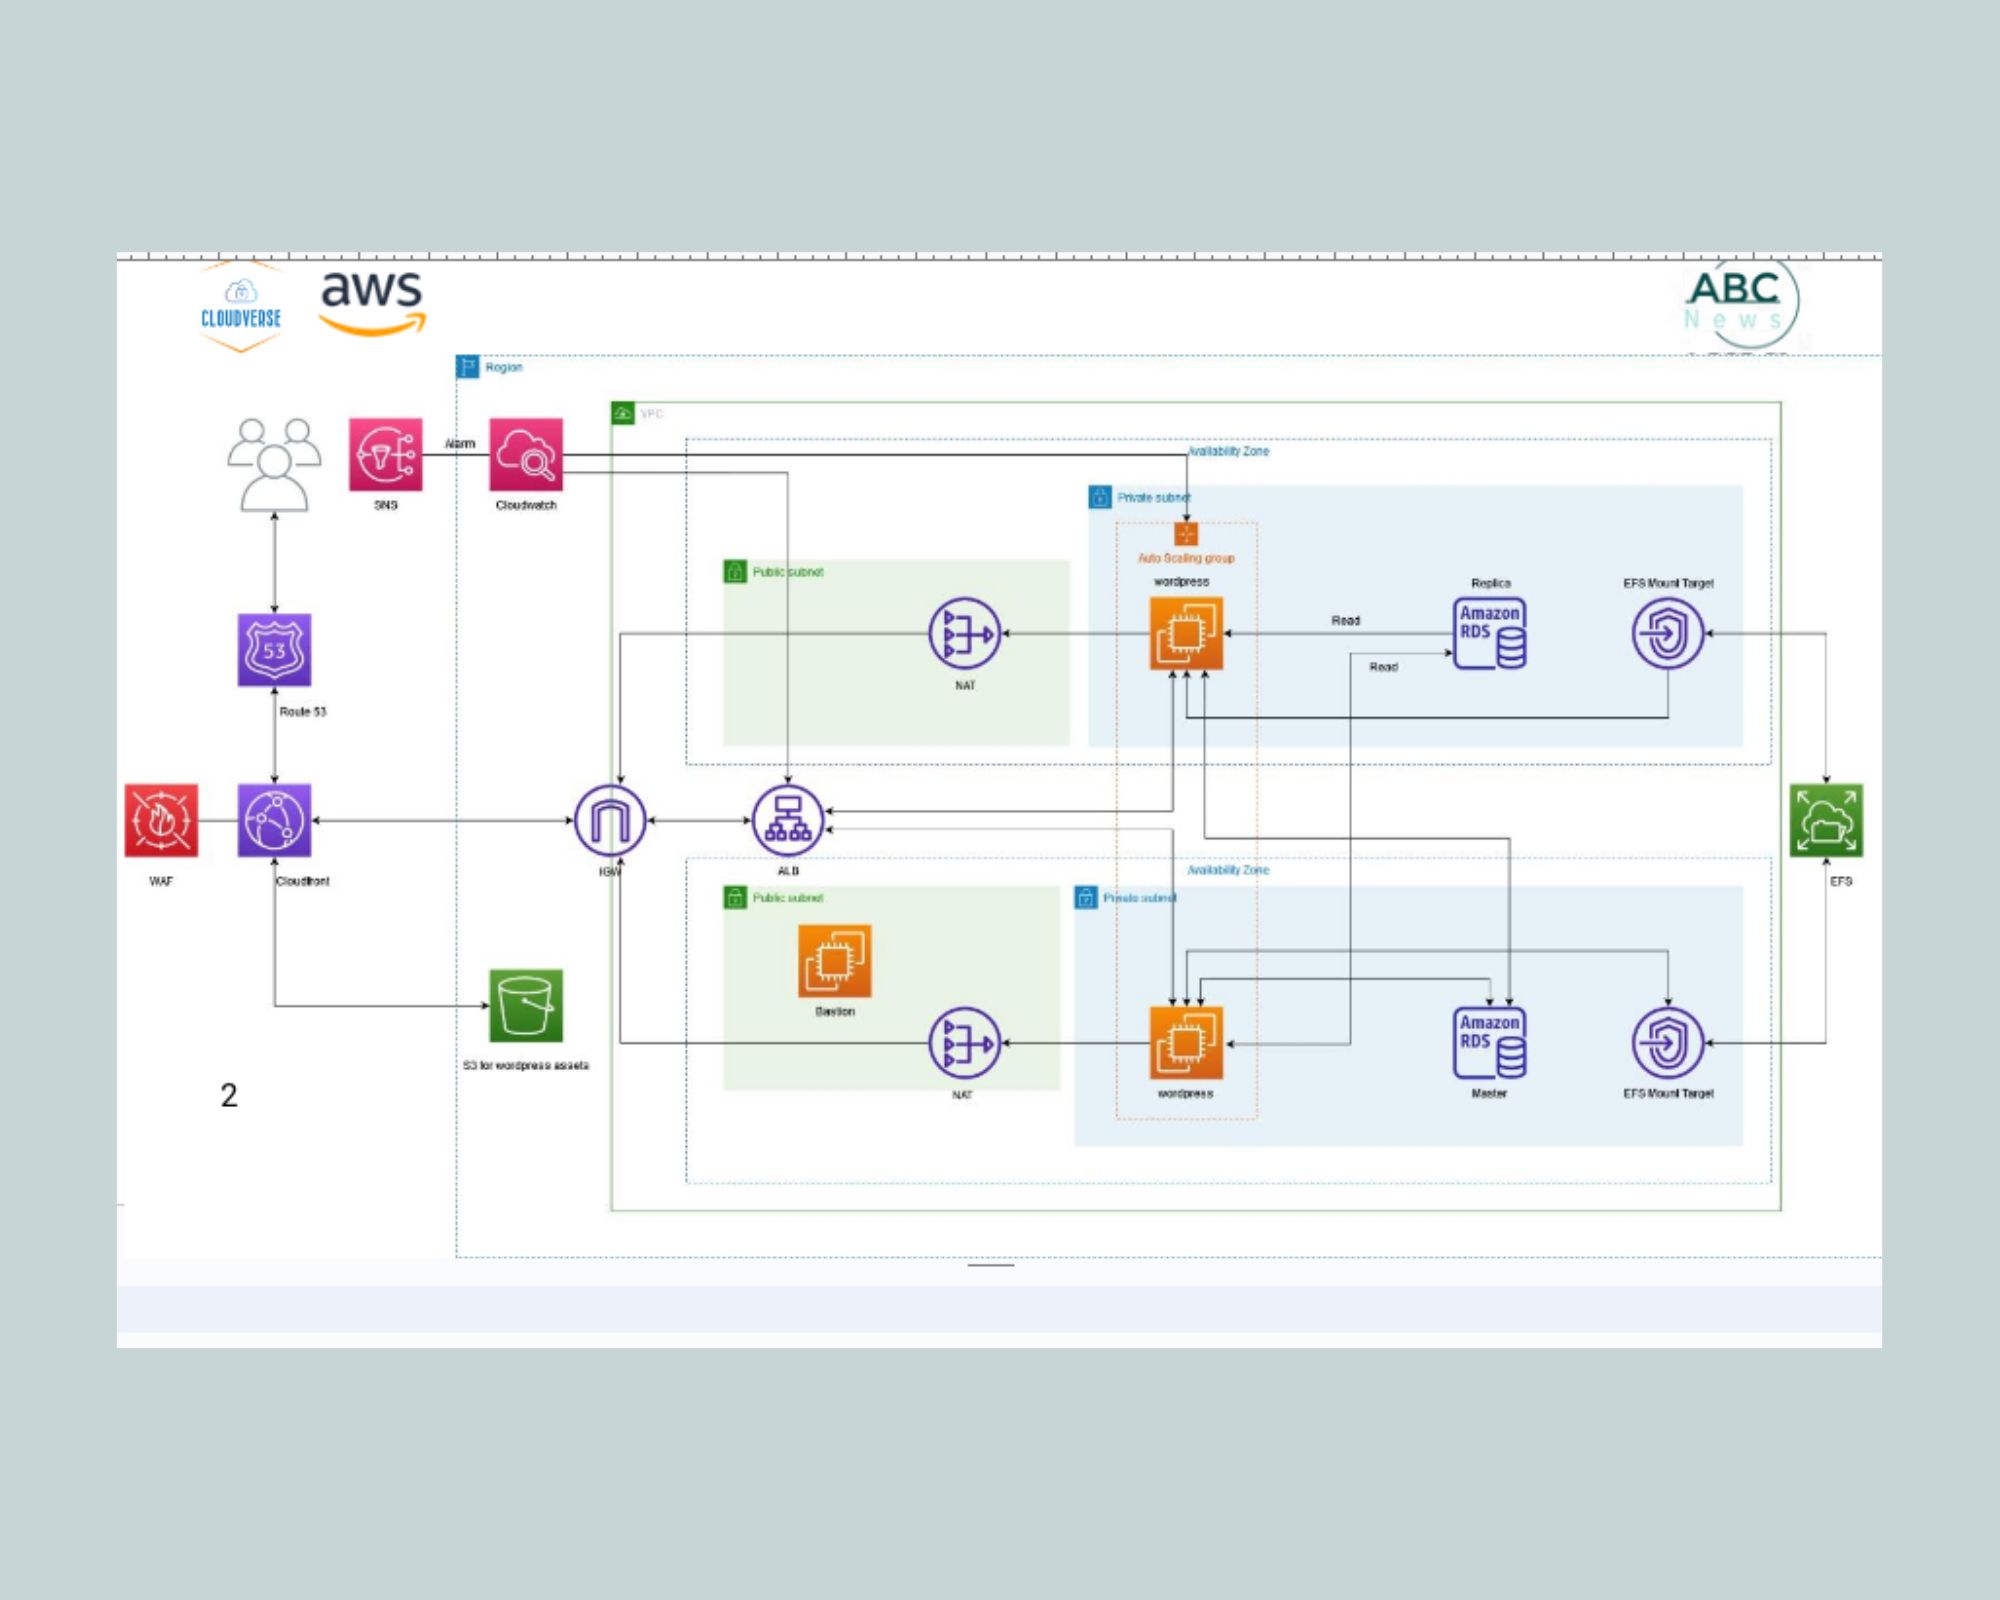 CLOUDVERSE
aws
ABC
News
Region
VPC
Alarm
SNS
Cloudwatch
Availability Zone
Private subnet
Auto Scaling group
wordpress
Public subnet
NAT
Replica
Amazon
RDS
EFS Mount Target
Read
Read
53
Route 53
WAF
Cloudfront
IGW
ALB
EFS
Availability Zone
Public subnet
Private subnet
Bastion
NAT
wordpress
Amazon
RDS
Master
EFS Mount Target
S3 for wordpress assets
2